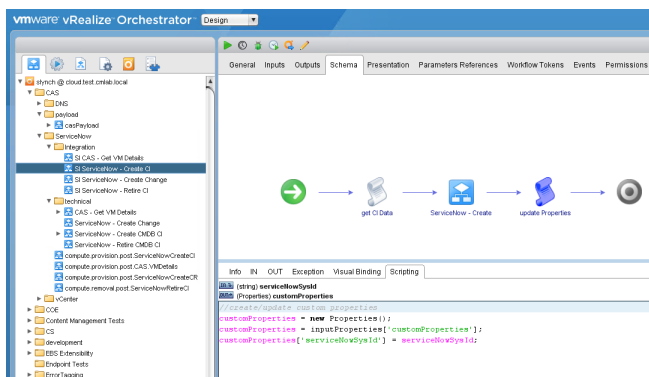 vmware vRealize Orchestrator Design
General Inputs Outputs Schema Presentation Parameters References Workflow Tokens Events Permissions
slynch @ cloud.test.cmlab.local
CAS
DNS
payload
casPayload
ServiceNow
Integration
SI CAS - Get VM Details
SI ServiceNow - Create CI
SI ServiceNow - Create Change
SI ServiceNow - Retire CI
technical
CAS - Get VM Details
ServiceNow - Create Change
ServiceNow - Create CMDB CI
ServiceNow - Retire CMDB CI
compute.provision.post.ServiceNowCreateCI
compute.provision.post.CAS.VMDetails
compute.provision.post.ServiceNowCreateCR
compute.removal.post.ServiceNowRetireCI
vCenter
COE
Content Management Tests
CS
development
EBS Extensibility
Endpoint Tests
ErrorTagging
get CI Data ServiceNow - Create update Properties
Info IN OUT Exception Visual Binding Scripting
(string) serviceNowSysId
(Properties) customProperties
//create/update custom properties
customProperties = new Properties();
customProperties = inputProperties['customProperties'];
customProperties['serviceNowSysId'] = serviceNowSysId;